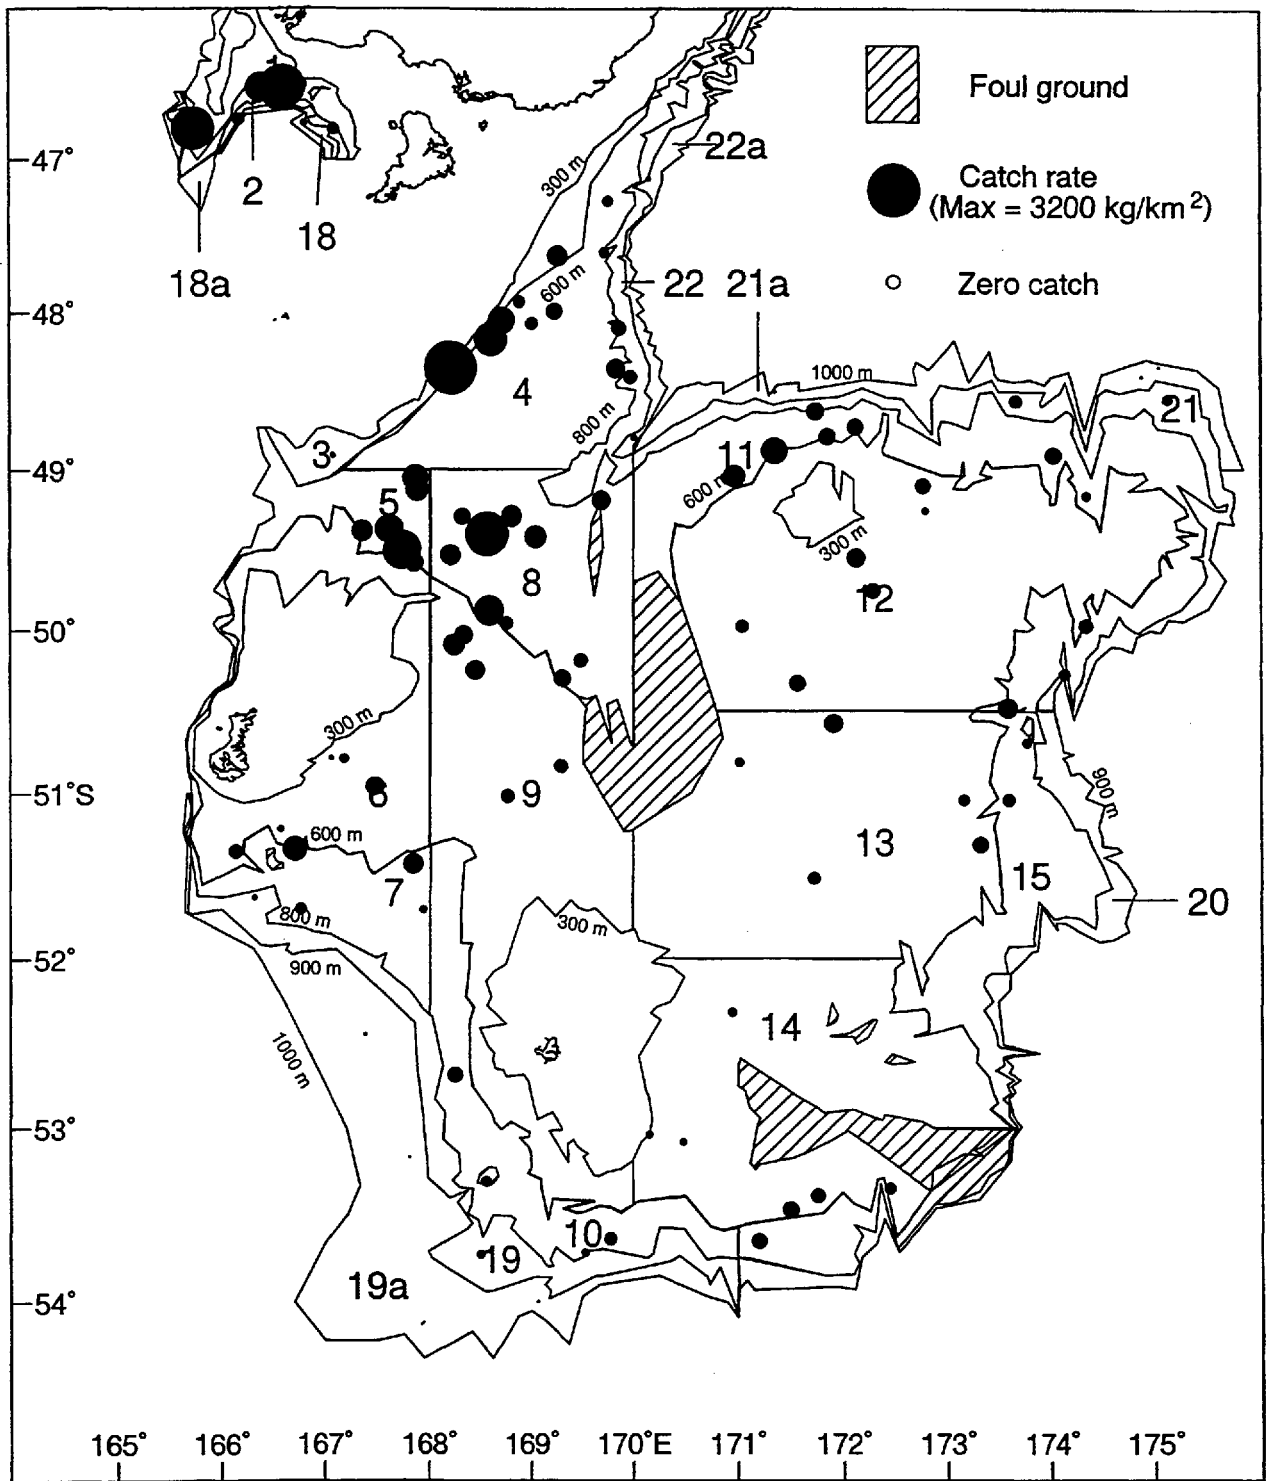 Foul ground
1
47°
300 m
22a
Catch rate
2
(Max = 3200 kg/km²)
18
18a
600 m
22 21a
Zero catch
48°
1000 m
4
800 m
21
3
49°
11
5
600 m
300 m
8
12
50°
300 m
51°S
6
9
900 m
600 m
13
7
15
800 m
20
300 m
52°
900 m
14
1000 m
53°
10
19
19a
54°
165° 166° 167° 168° 169° 170°E 171° 172° 173° 174° 175°